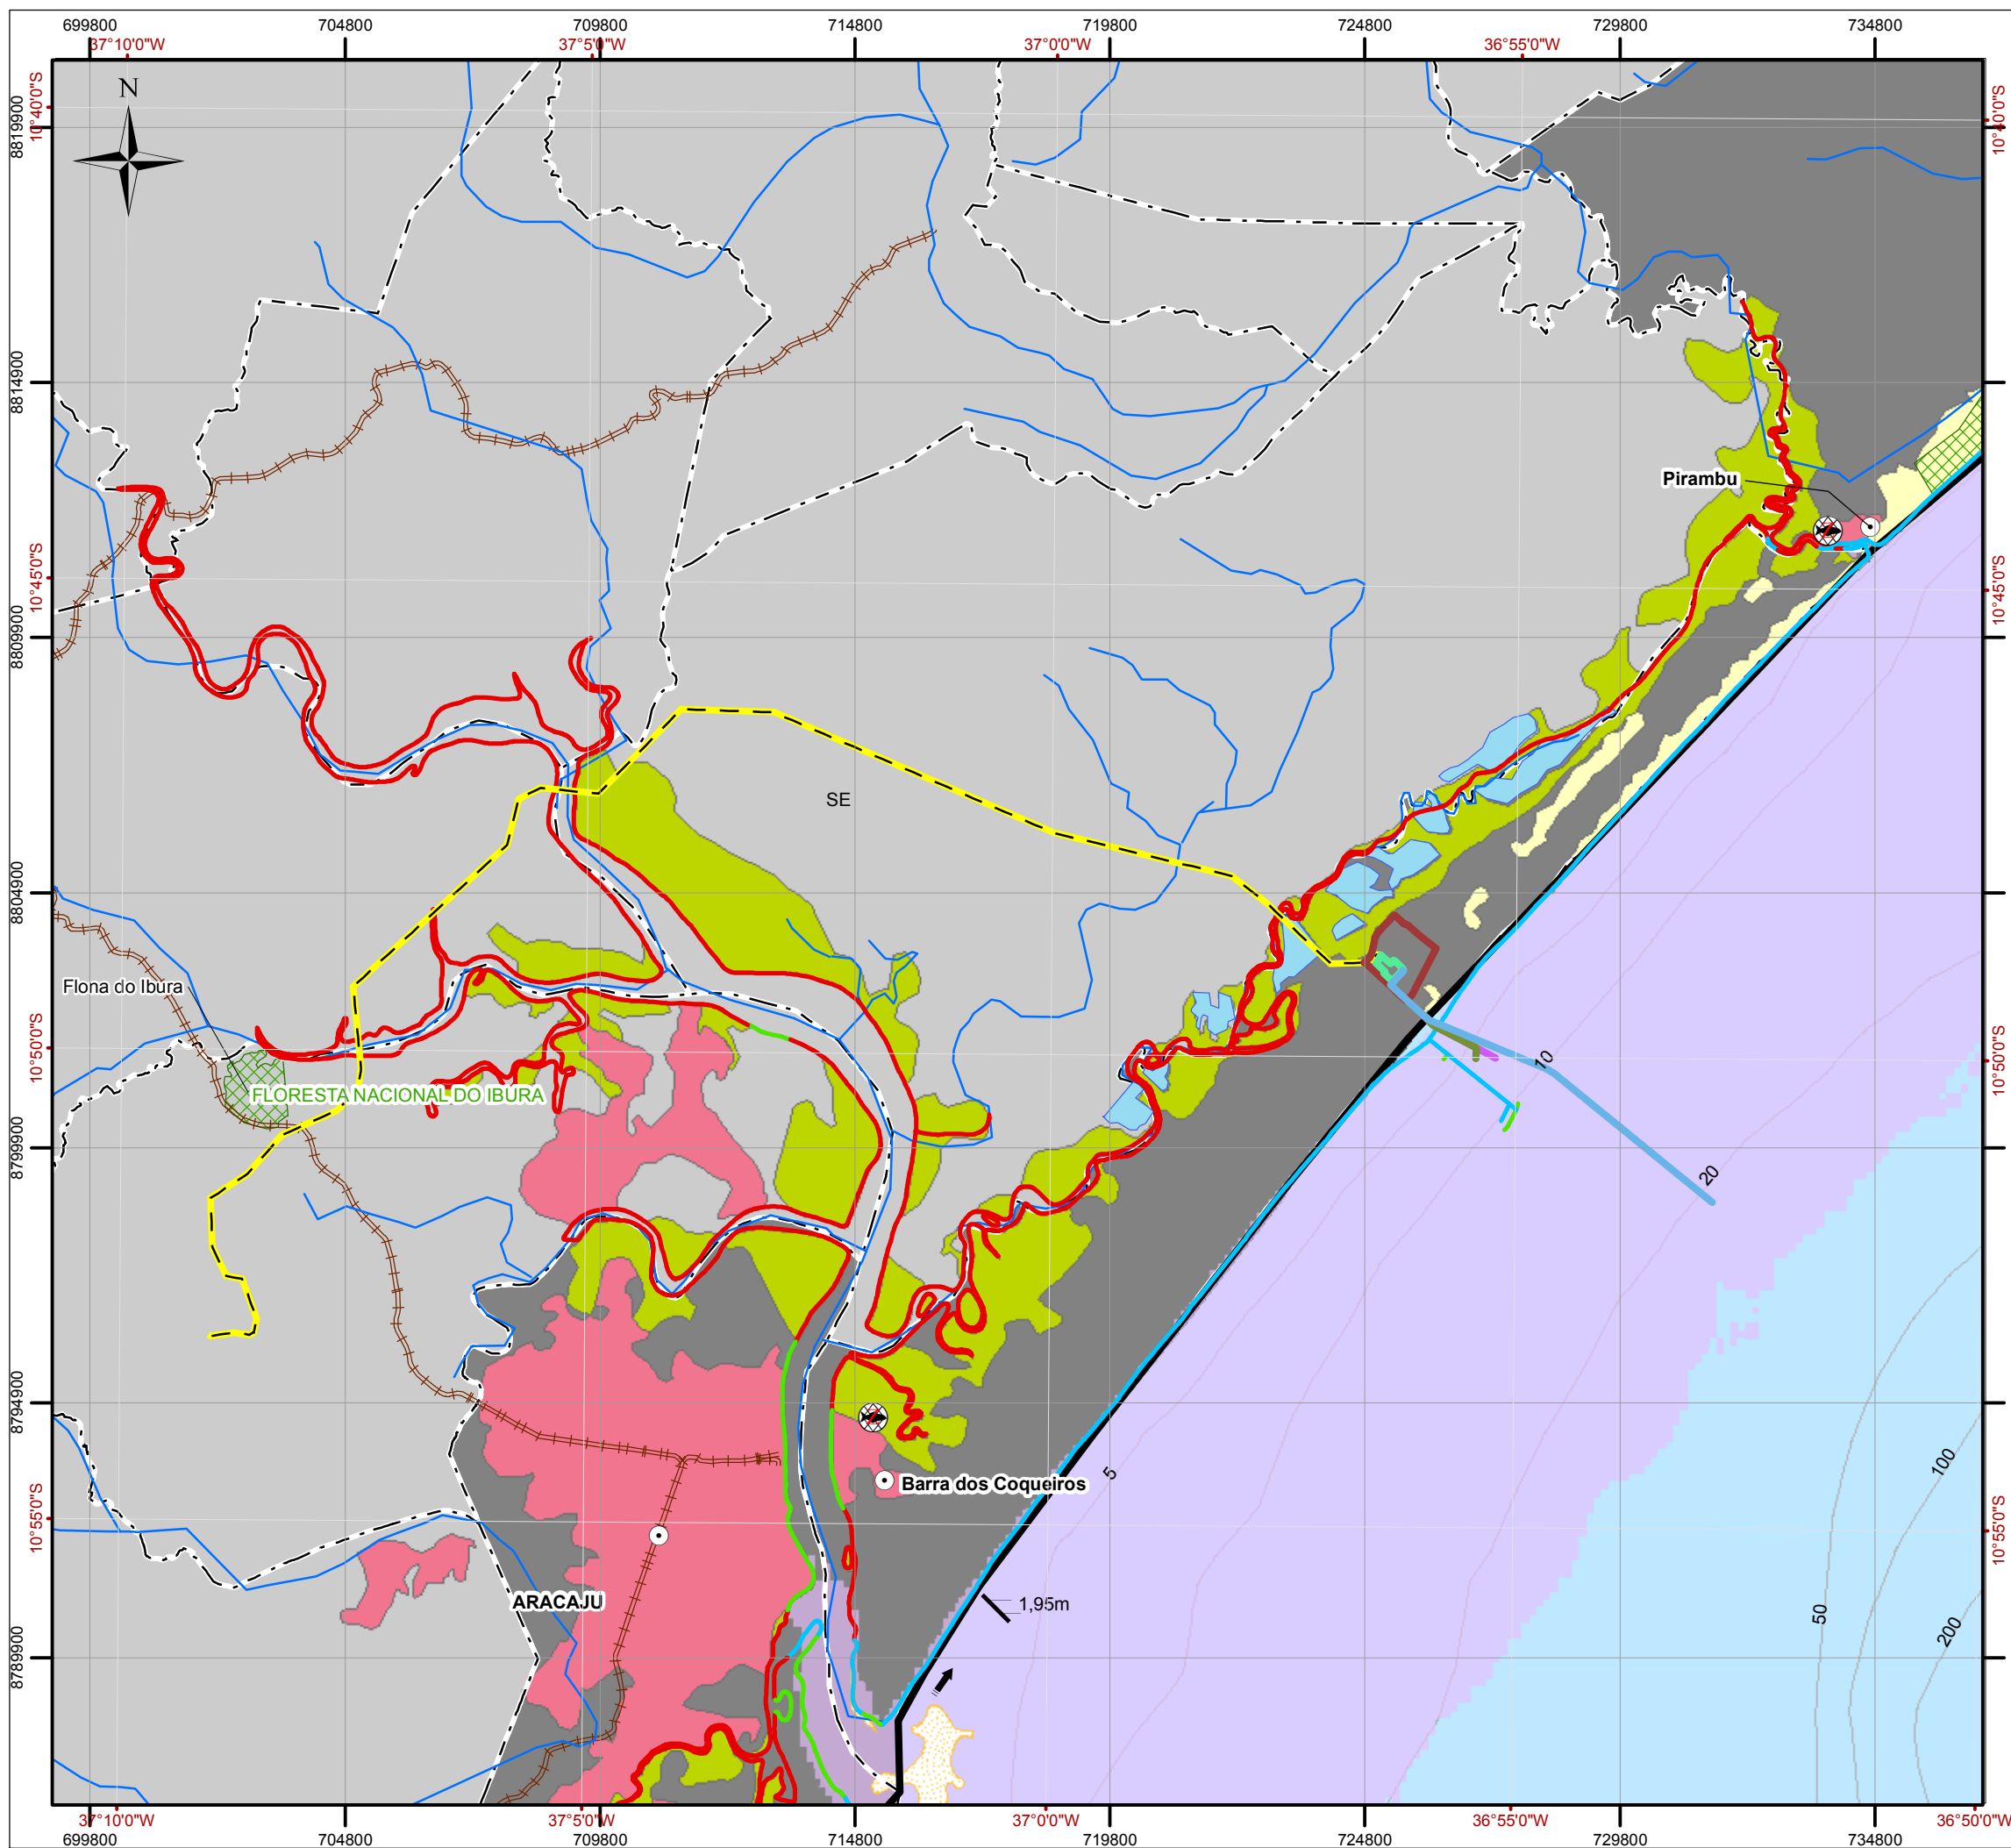 699800 704800 709800 714800 719800 724800 729800 734800
37°10'0"W 37°5'0"W 37°0'0"W 36°55'0"W
N
8819900 10°40'0"S 10°40'0"S
8814900
Pirambu
10°45'0"S 10°45'0"S
8809900
SE
8804900
Flona do Ibura
10°50'0"S 10°50'0"S
10
FLORESTA NACIONAL DO IBURA
8799900
20
8794900
5
100
Barra dos Coqueiros
10°55'0"S 10°55'0"S
ARACAJU
1,95m
50
200
8789900
37°10'0"W 37°50'0"W 37°0'0"W 36°55'0"W 36°50'0"W
699800 704800 709800 714800 719800 724800 729800 734800